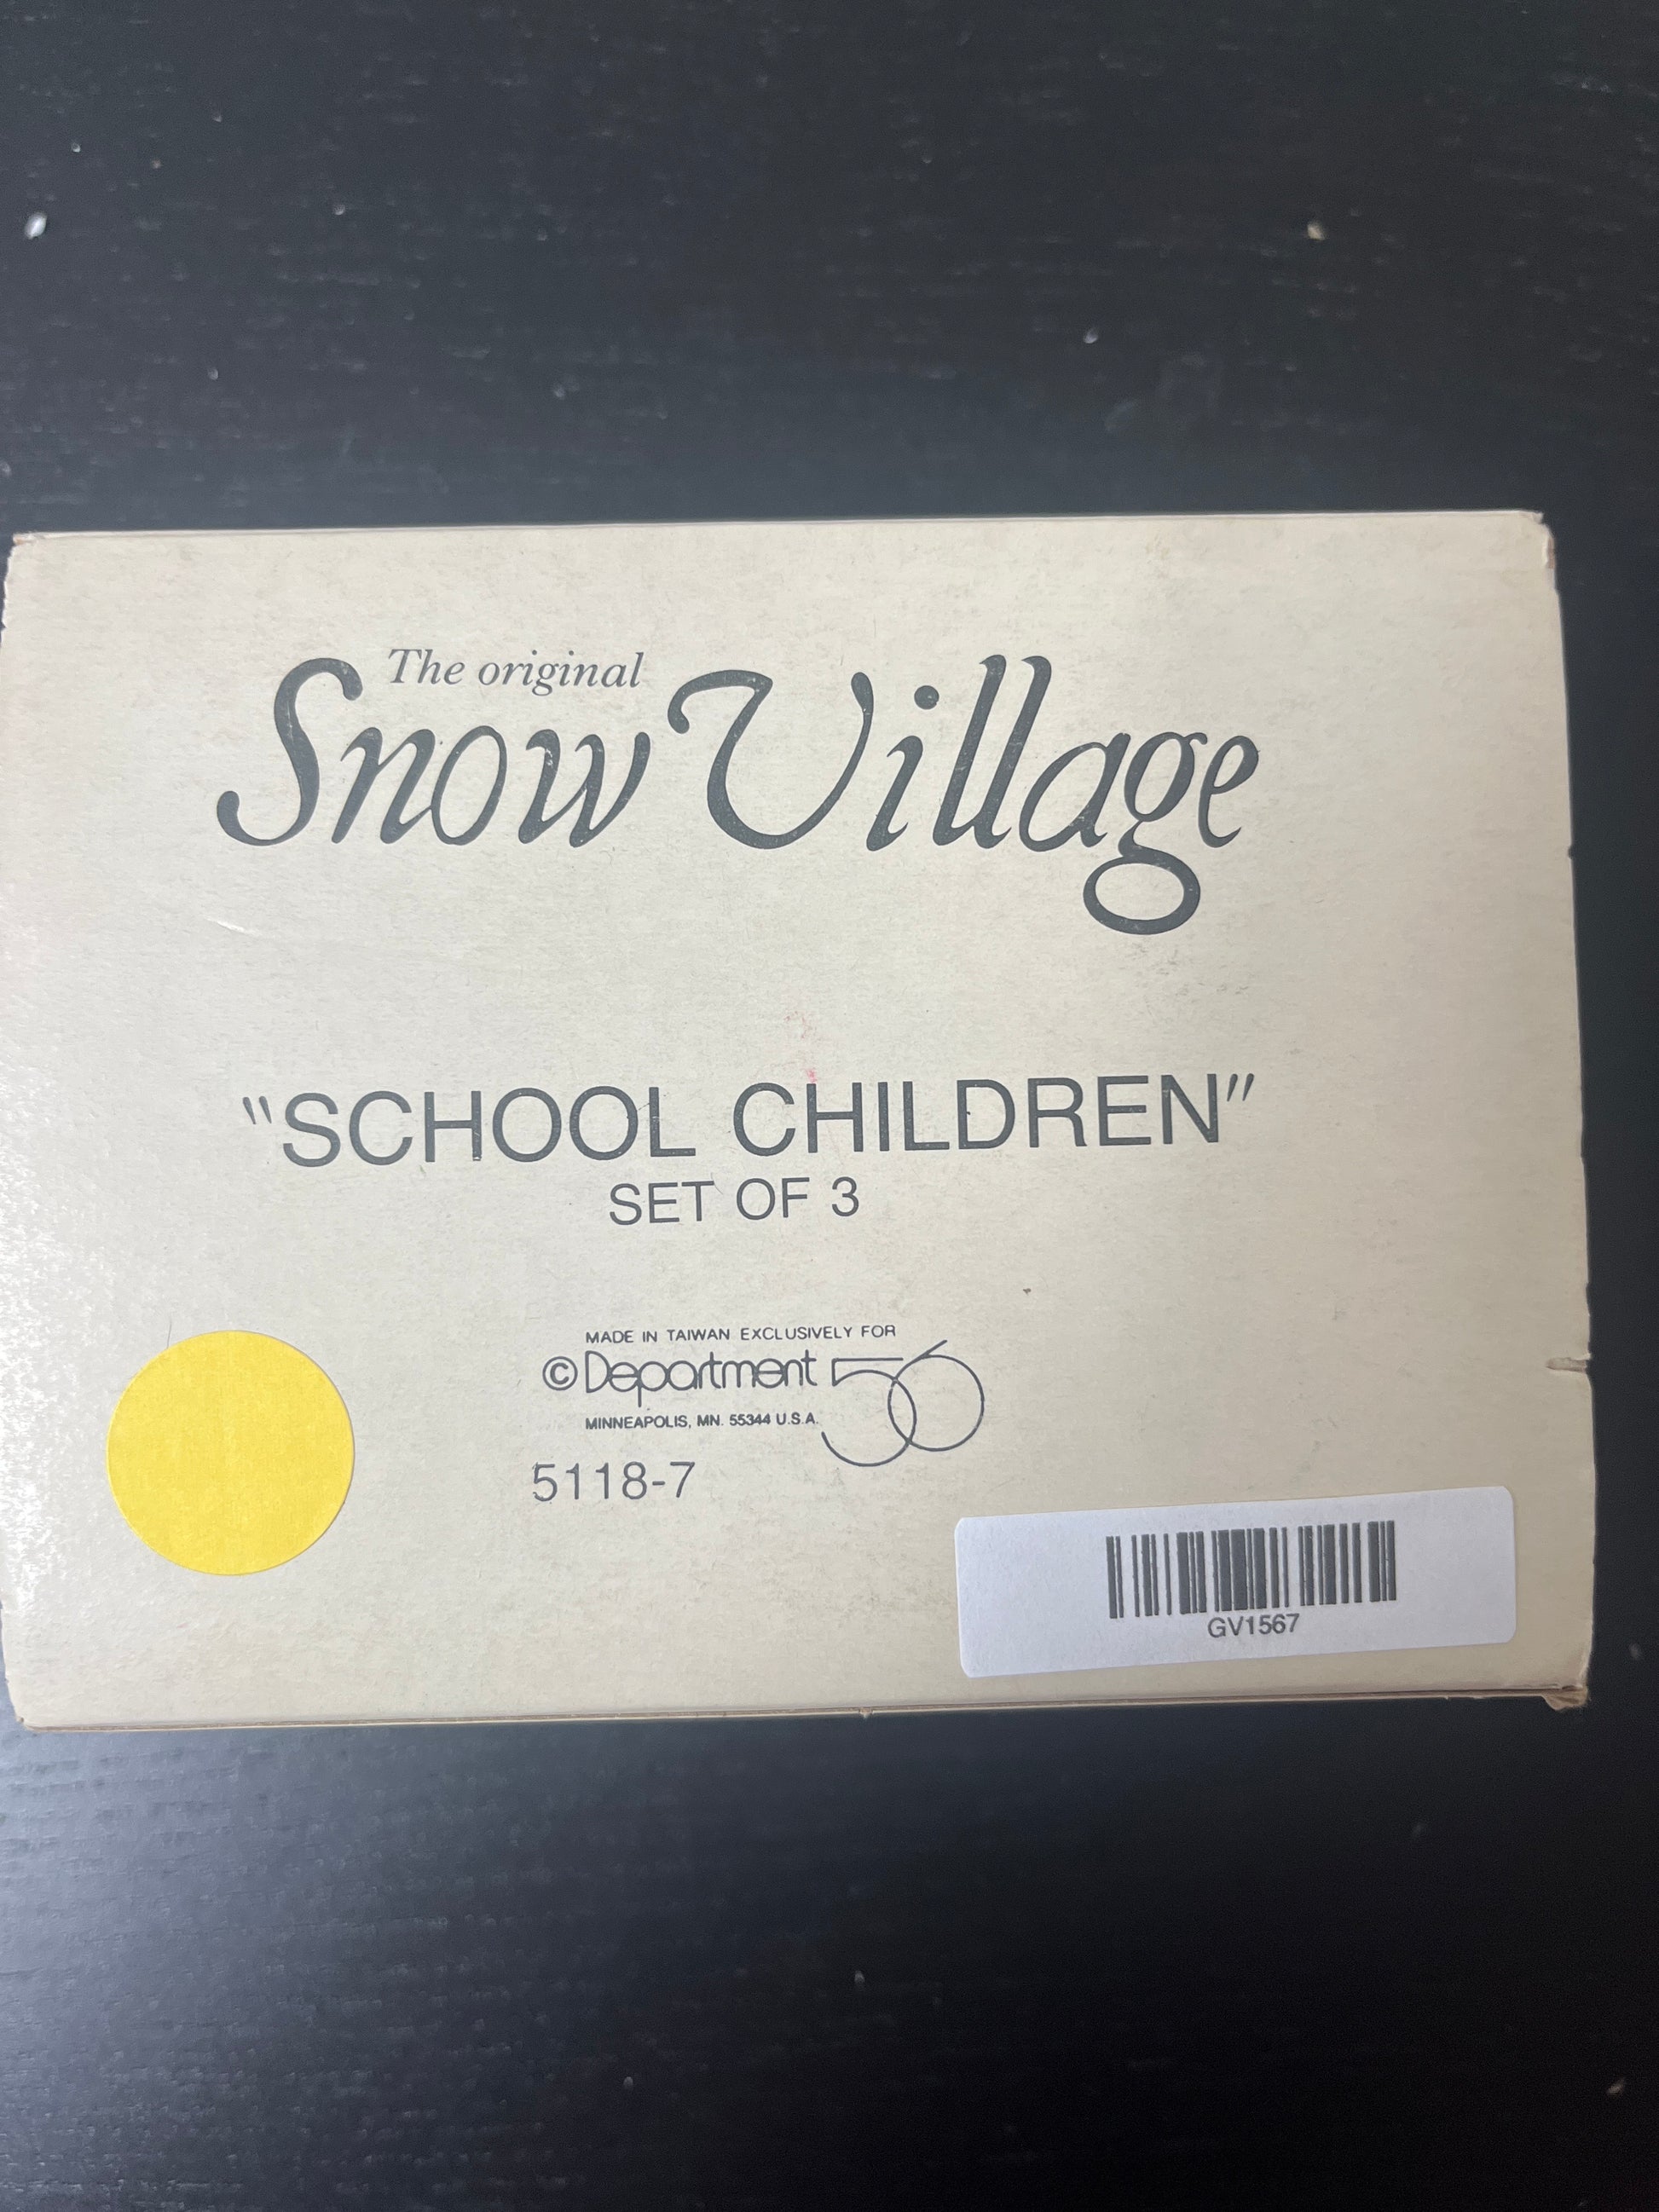 The original
Snow Village
"SCHOOL CHILDREN"
SET OF 3
MADE IN TAIWAN EXCLUSIVELY FOR
© Department 56
MINNEAPOLIS, MN. 55344 U.S.A.
5118-7
GV1567